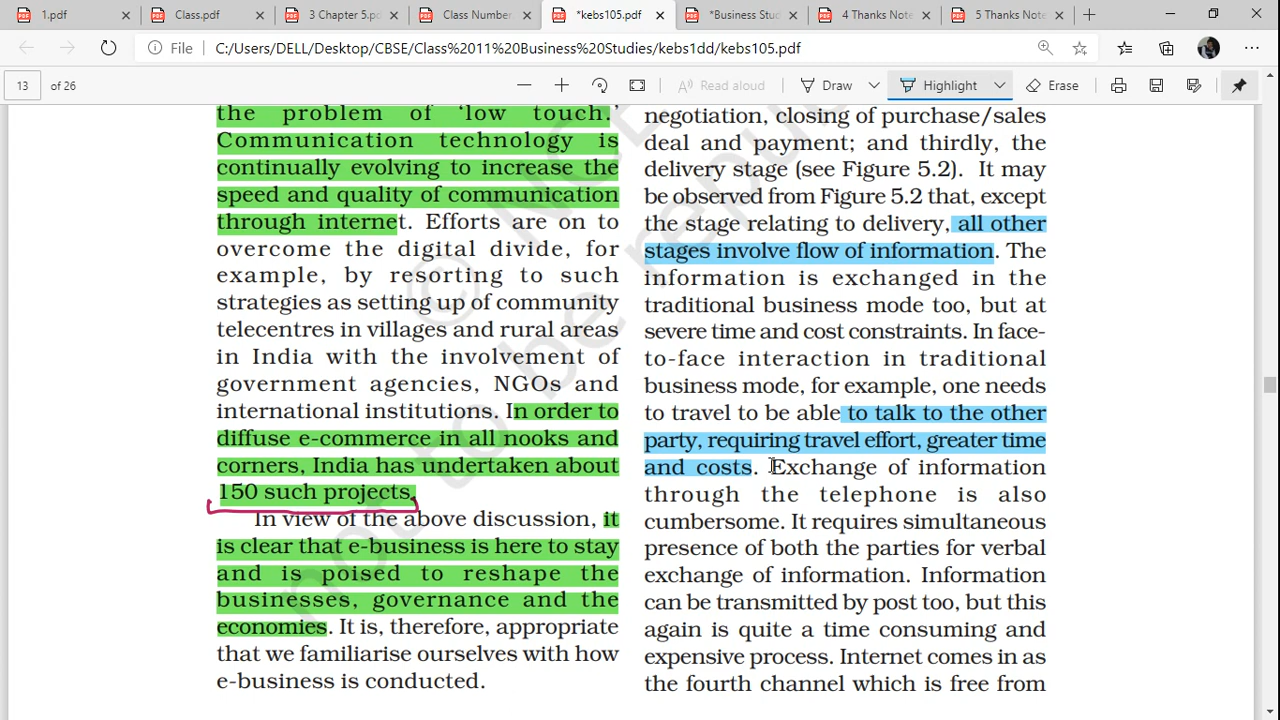 1.pdf
Class.pdf
3 Chapter 5.pd
Class Number
*kebs105.pdf
*Business Stud
4 Thanks Note
5 Thanks Note
File
C:/Users/DELL/Desktop/CBSE/Class%2011%20Business%20Studies/kebs1dd/kebs105.pdf
13 of 26
Read aloud
Draw
Highlight
Erase
the problem of ‘low touch.’
Communication technology is
continually evolving to increase the
speed and quality of communication
through internet. Efforts are on to
overcome the digital divide, for
example, by resorting to such
strategies as setting up of community
telecentres in villages and rural areas
in India with the involvement of
government agencies, NGOs and
international institutions. In order to
diffuse e-commerce in all nooks and
corners, India has undertaken about
150 such projects.
In view of the above discussion, it
is clear that e-business is here to stay
and is poised to reshape the
businesses, governance and the
economies. It is, therefore, appropriate
that we familiarise ourselves with how
e-business is conducted.
negotiation, closing of purchase/sales
deal and payment; and thirdly, the
delivery stage (see Figure 5.2). It may
be observed from Figure 5.2 that, except
the stage relating to delivery, all other
stages involve flow of information. The
information is exchanged in the
traditional business mode too, but at
severe time and cost constraints. In face-
to-face interaction in traditional
business mode, for example, one needs
to travel to be able to talk to the other
party, requiring travel effort, greater time
and costs. Exchange of information
through the telephone is also
cumbersome. It requires simultaneous
presence of both the parties for verbal
exchange of information. Information
can be transmitted by post too, but this
again is quite a time consuming and
expensive process. Internet comes in as
the fourth channel which is free from